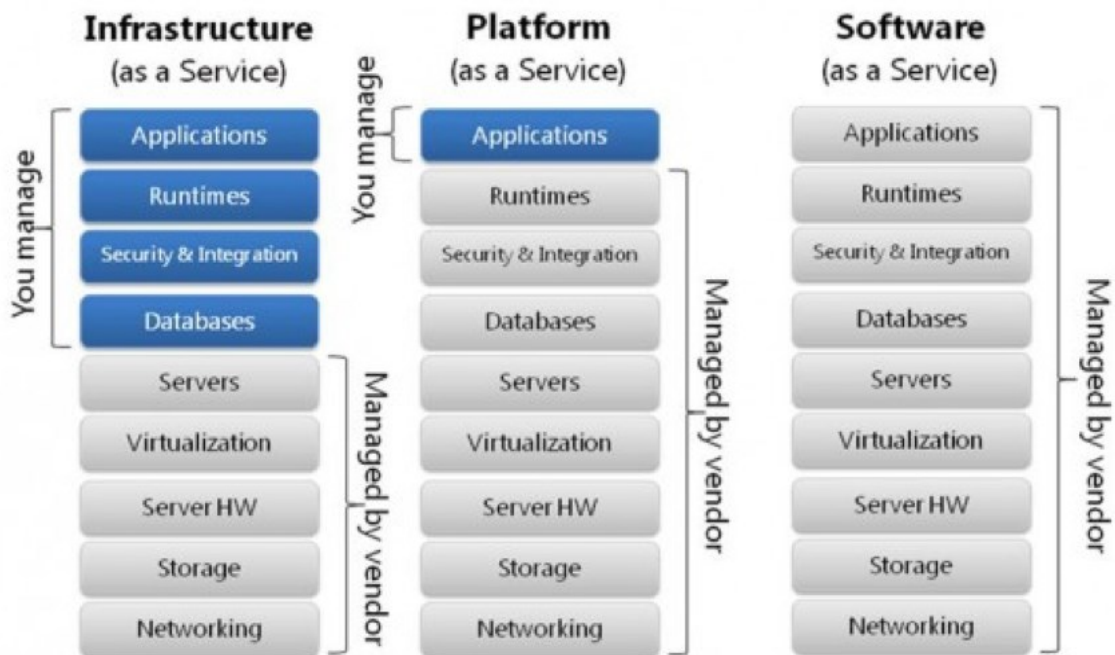 Infrastructure
(as a Service)
You manage
Applications
Runtimes
Security & Integration
Databases
Servers
Virtualization
Server HW
Storage
Networking
Managed by vendor
Platform
(as a Service)
You manage
Applications
Runtimes
Security & Integration
Databases
Servers
Virtualization
Server HW
Storage
Networking
Managed by vendor
Software
(as a Service)
Applications
Runtimes
Security & Integration
Databases
Servers
Virtualization
Server HW
Storage
Networking
Managed by vendor